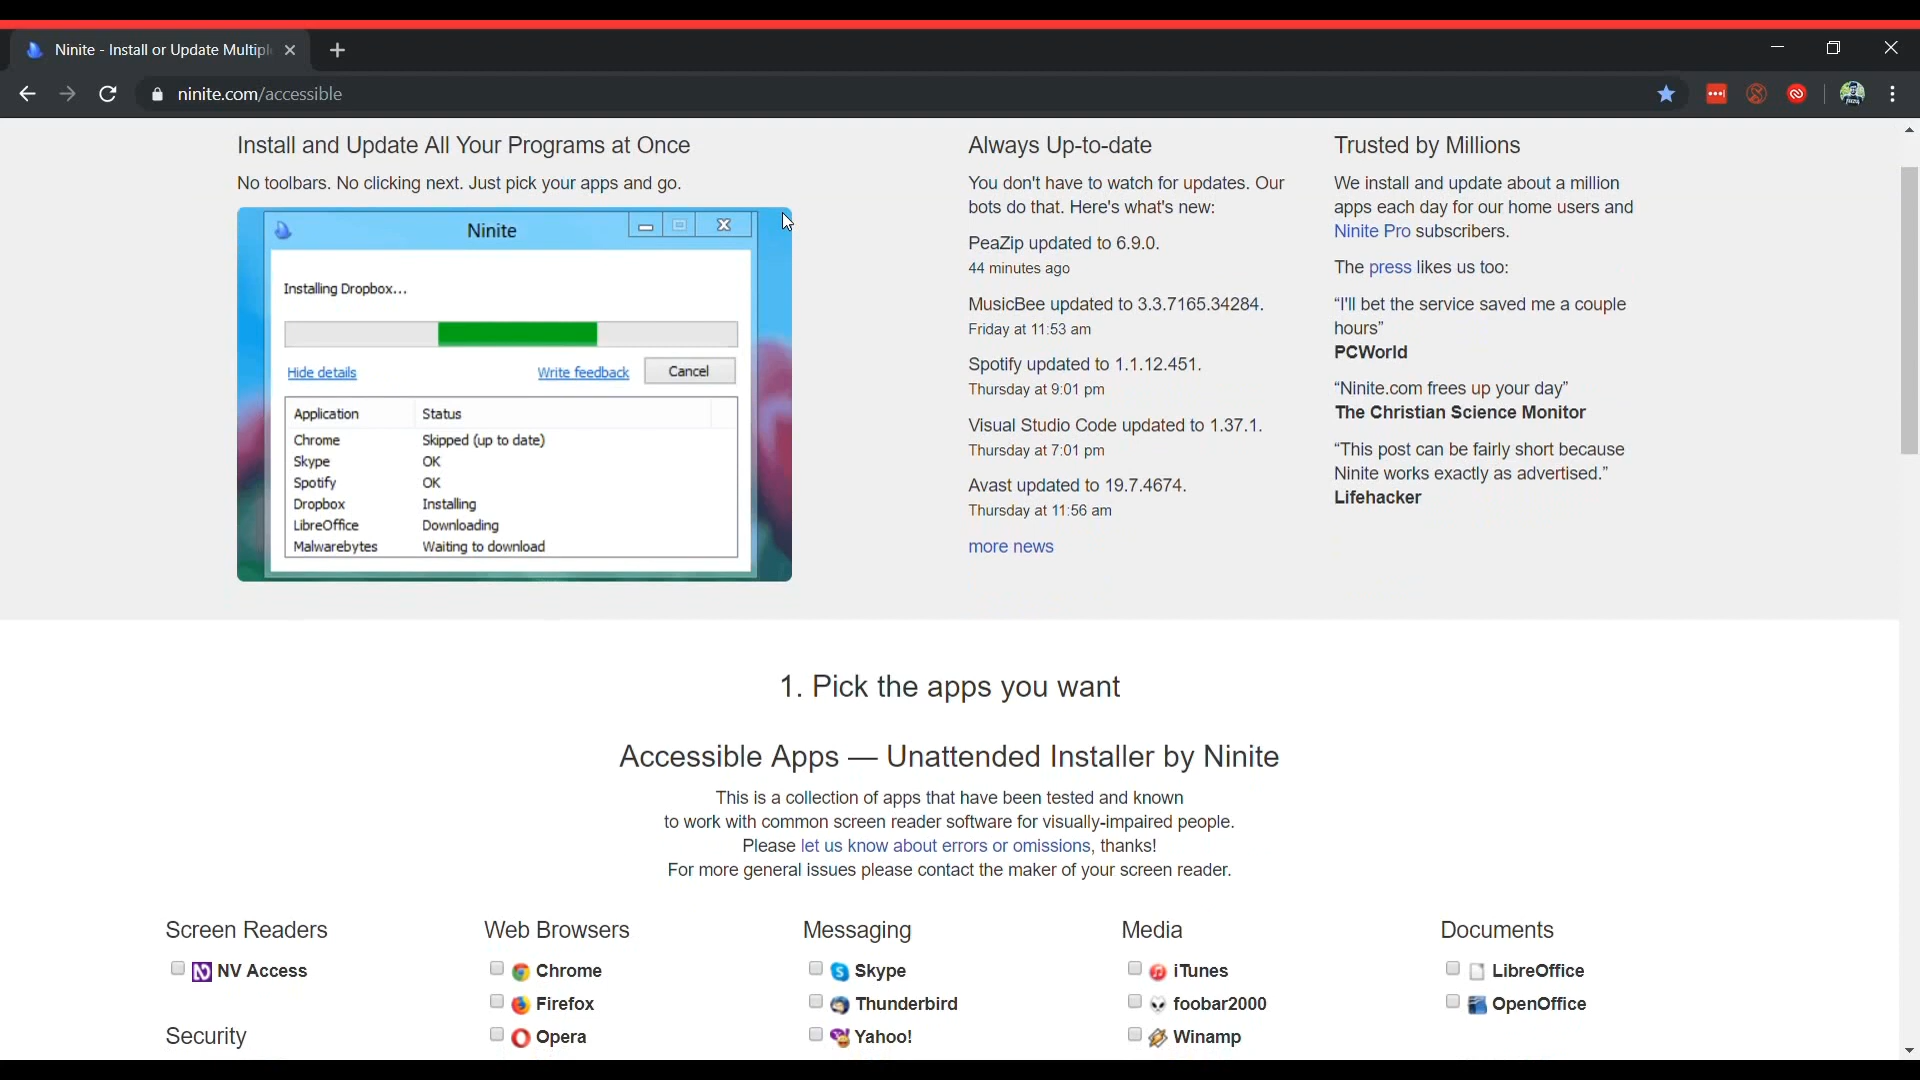 Ninite - Install or Update Multipl
ninite.com/accessible
Install and Update All Your Programs at Once
No toolbars. No clicking next. Just pick your apps and go.
Ninite
Installing Dropbox...
Hide details
Write feedback
Cancel
Application Status
Chrome Skipped (up to date)
Skype OK
Spotify OK
Dropbox Installing
LibreOffice Downloading
Malwarebytes Waiting to download
Always Up-to-date
You don't have to watch for updates. Our
bots do that. Here's what's new:
PeaZip updated to 6.9.0.
44 minutes ago
MusicBee updated to 3.3.7165.34284.
Friday at 11:53 am
Spotify updated to 1.1.12.451.
Thursday at 9:01 pm
Visual Studio Code updated to 1.37.1.
Thursday at 7:01 pm
Avast updated to 19.7.4674.
Thursday at 11:56 am
more news
Trusted by Millions
We install and update about a million
apps each day for our home users and
Ninite Pro subscribers.
The press likes us too:
“I'll bet the service saved me a couple
hours”
PCWorld
“Ninite.com frees up your day”
The Christian Science Monitor
“This post can be fairly short because
Ninite works exactly as advertised.”
Lifehacker
1. Pick the apps you want
Accessible Apps — Unattended Installer by Ninite
This is a collection of apps that have been tested and known
to work with common screen reader software for visually-impaired people.
Please let us know about errors or omissions, thanks!
For more general issues please contact the maker of your screen reader.
Screen Readers
NV Access
Security
Web Browsers
Chrome
Firefox
Opera
Messaging
Skype
Thunderbird
Yahoo!
Media
iTunes
foobar2000
Winamp
Documents
LibreOffice
OpenOffice